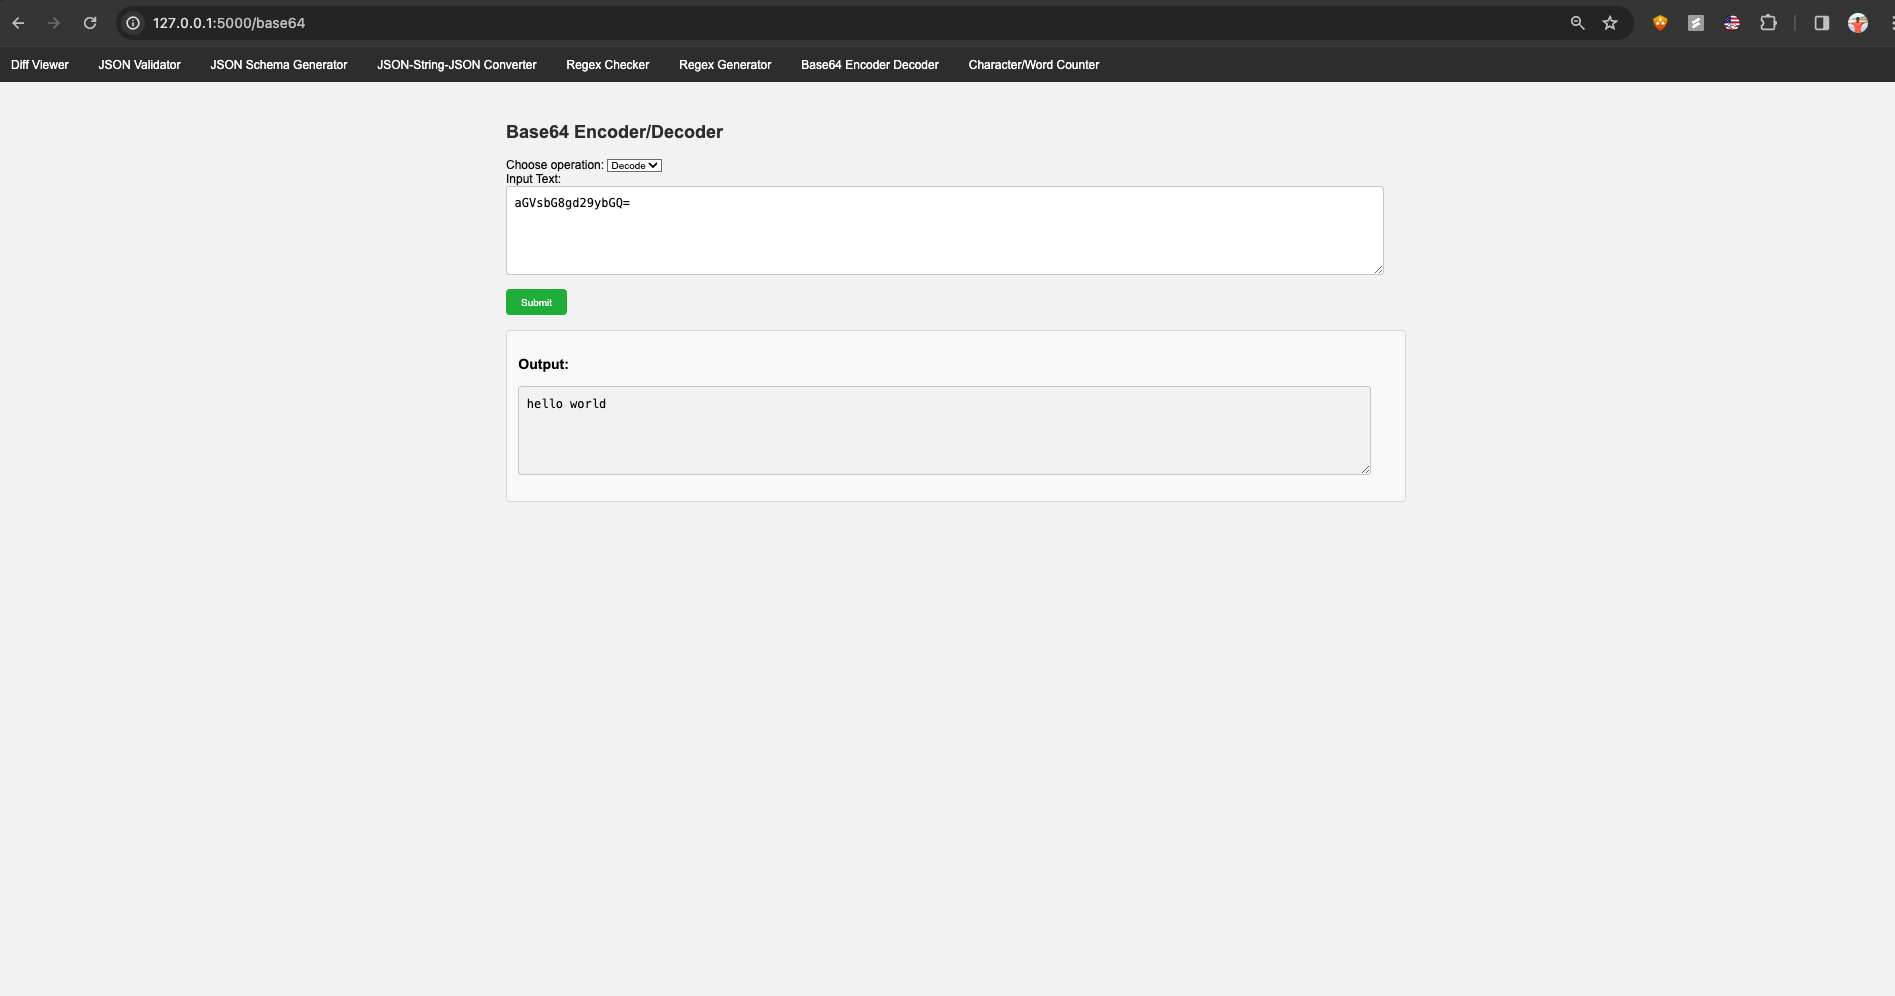 127.0.0.1:5000/base64
Diff Viewer JSON Validator JSON Schema Generator JSON-String-JSON Converter Regex Checker Regex Generator Base64 Encoder Decoder Character/Word Counter
Base64 Encoder/Decoder
Choose operation: Decode
Input Text:
aGVsbG8gd29ybGQ=
Submit
Output:
hello world